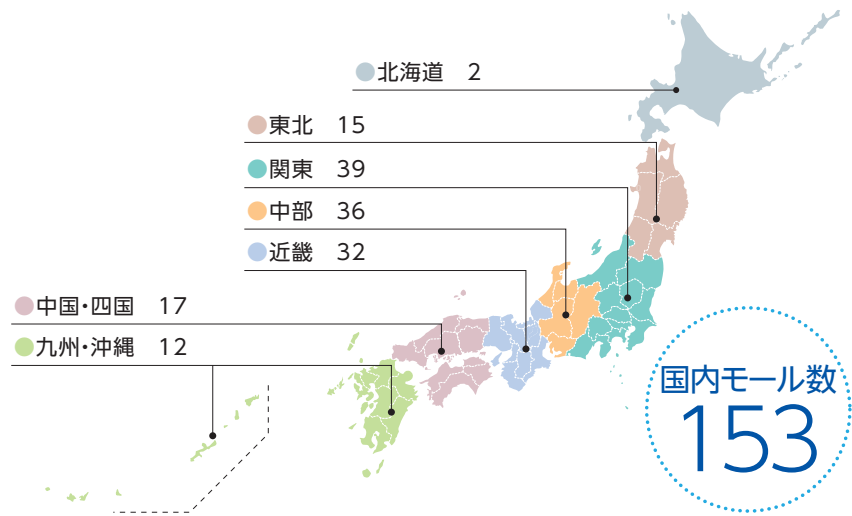 北海道 2
東北 15
関東 39
中部 36
近畿 32
中国・四国 17
九州・沖縄 12
国内モール数
153